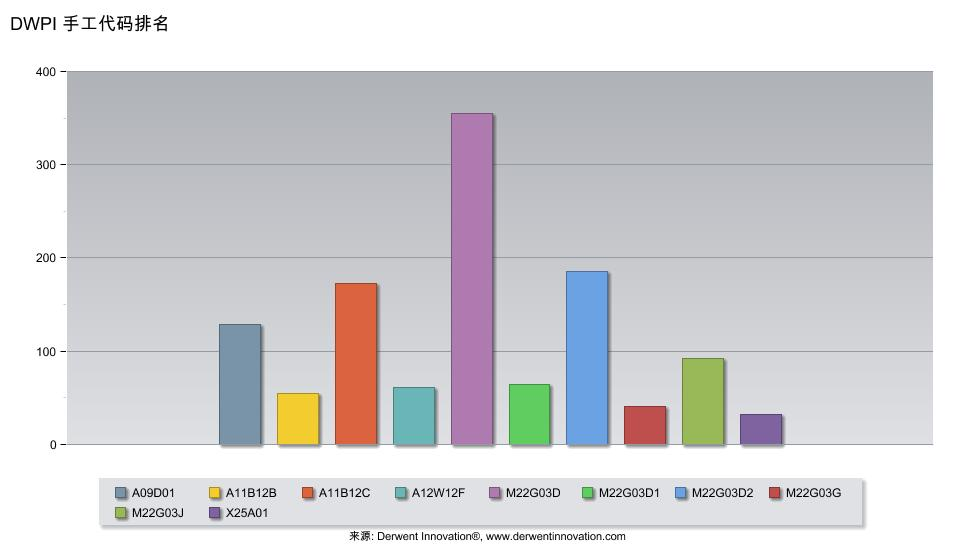 DWPI 手工代码排名
400
300
200
100
0
A09D01 A11B12B A11B12C A12W12F M22G03D M22G03D1 M22G03D2 M22G03G
M22G03J X25A01
来源: Derwent Innovation®, www.derwentinnovation.com